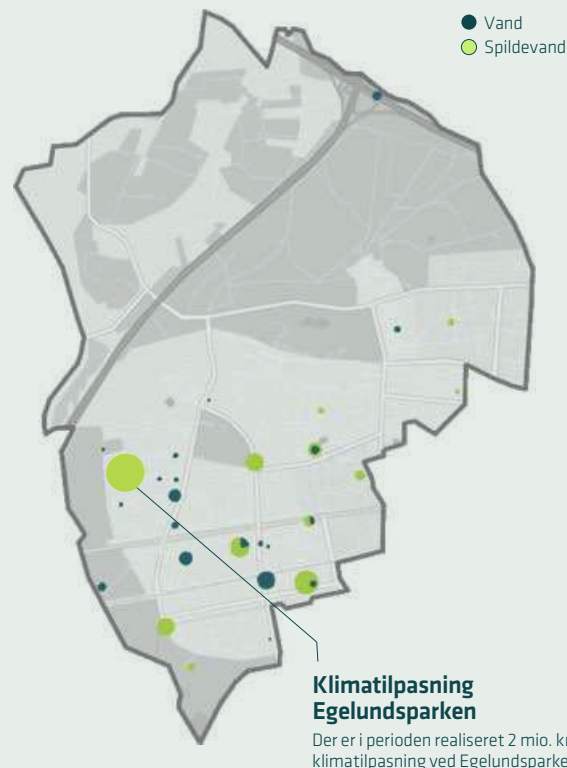 Vand
Spildevand
Klimatilpasning
Egelundsparken
Der er i perioden realiseret 2 mio. kr
klimatilpasning ved Egelundsparke